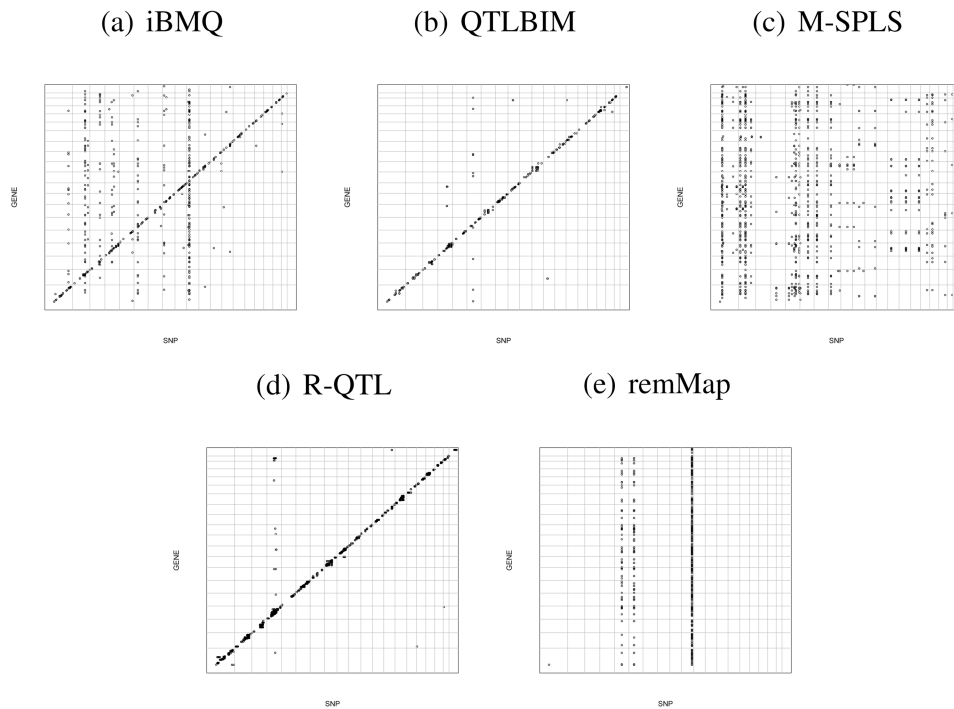 (a) iBMQ
(b) QTLBIM
(c) M-SPLS
GENE
GENE
GENE
SNP
SNP
SNP
(d) R-QTL
(e) remMap
GENE
GENE
SNP
SNP